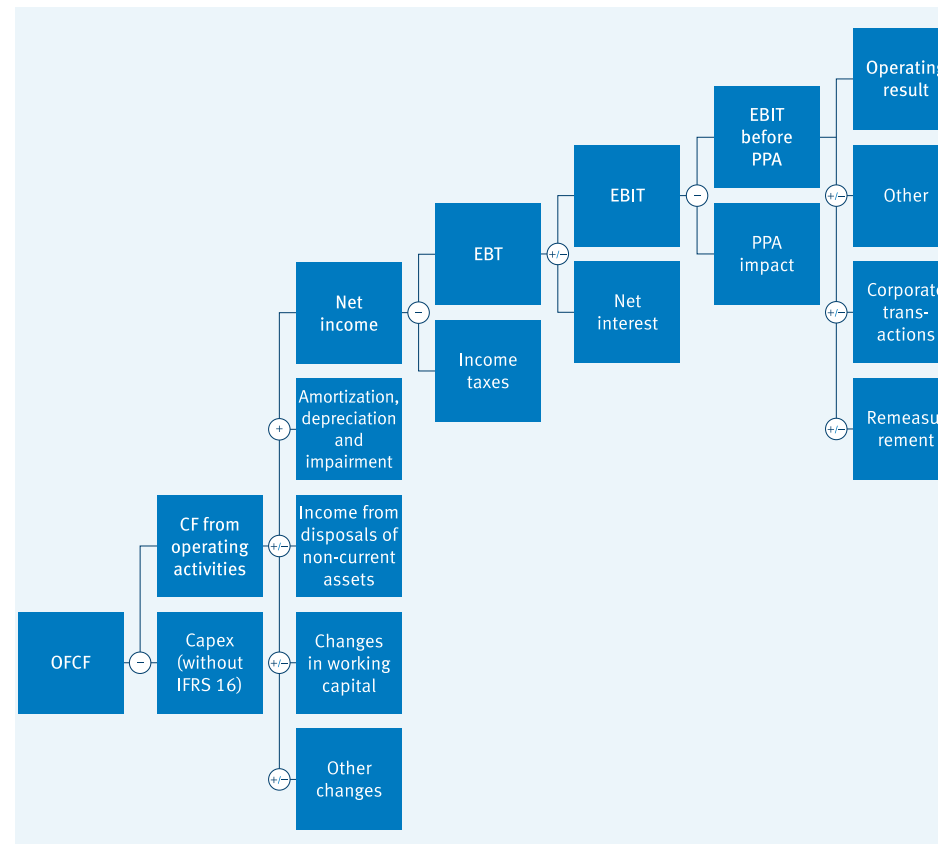 Operating
result
EBIT
before
PPA
EBIT
Other
+/−
−
EBT
PPA
impact
+/−
Net
income
Net
interest
Corporate
trans-
actions
−
+/−
Income
taxes
Amortization,
depreciation
and
impairment
+
Remeasu
rement
+/−
CF from
operating
activities
Income from
disposals of
non-current
assets
+/−
OFCF
−
Capex
(without
IFRS 16)
+/−
Changes
in working
capital
+/−
Other
changes